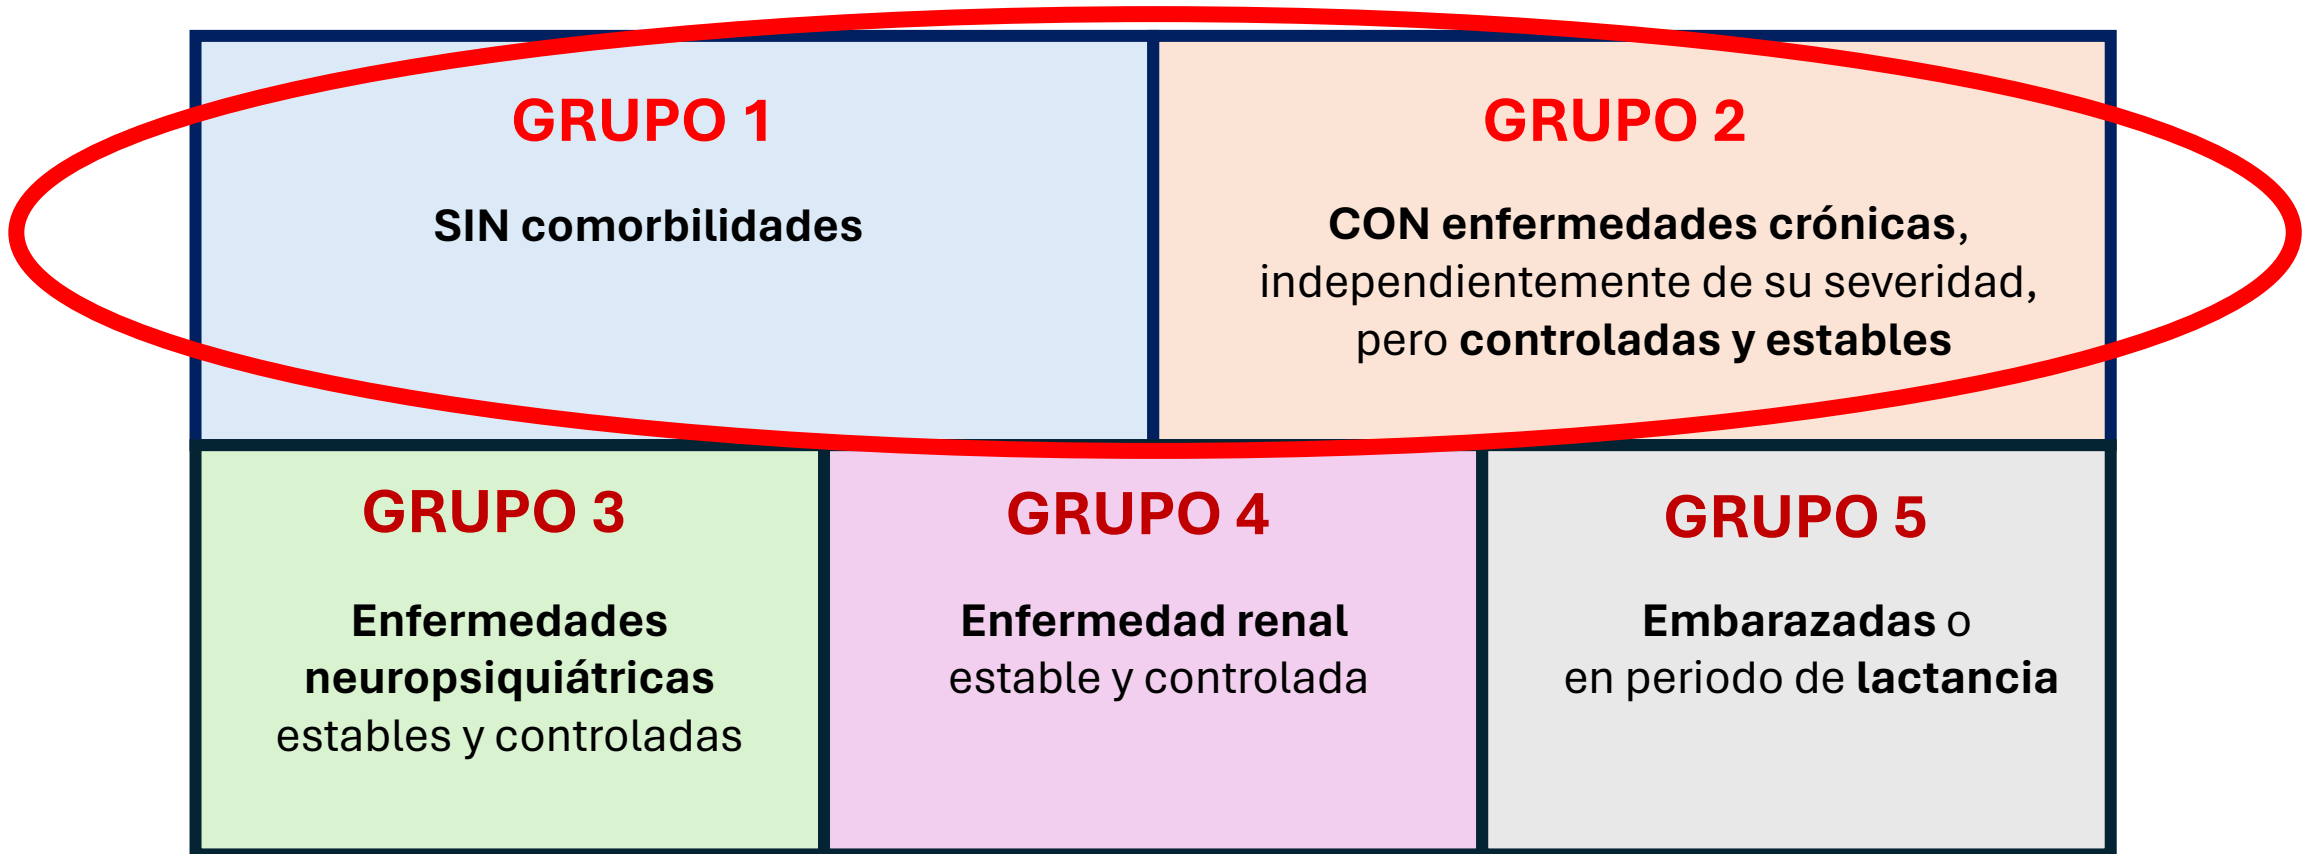 GRUPO 1
SIN comorbilidades
GRUPO 2
CON enfermedades crónicas,
independientemente de su severidad,
pero controladas y estables
GRUPO 3
Enfermedades
neuropsiquiátricas
estables y controladas
GRUPO 4
Enfermedad renal
estable y controlada
GRUPO 5
Embarazadas o
en periodo de lactancia